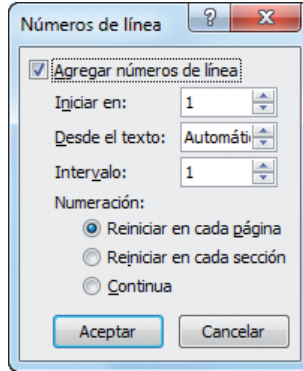 Números de línea
Agregar números de línea
Iniciar en: 1
Desde el texto: Automáti
Intervalo: 1
Numeración:
Reiniciar en cada página
Reiniciar en cada sección
Continua
Aceptar Cancelar